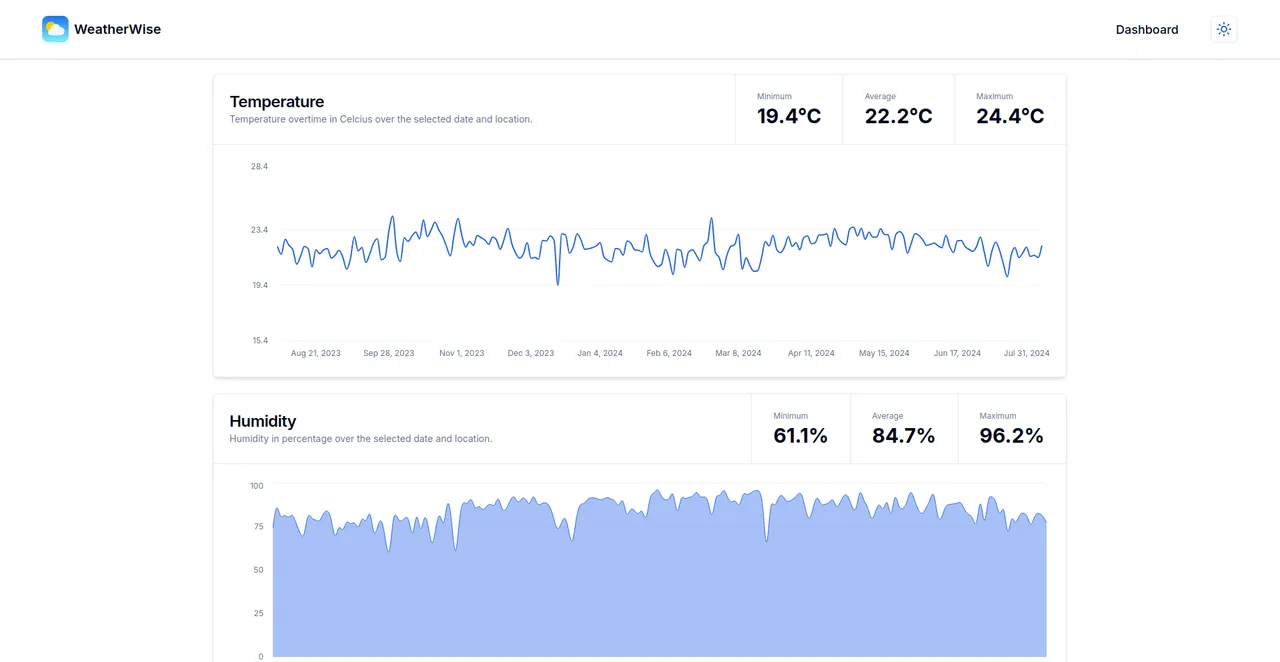 WeatherWise
Dashboard
Temperature
Temperature overtime in Celcius over the selected date and location.
Minimum
19.4°C
Average
22.2°C
Maximum
24.4°C
28.4
23.4
19.4
15.4
Aug 21, 2023 Sep 28, 2023 Nov 1, 2023 Dec 3, 2023 Jan 4, 2024 Feb 6, 2024 Mar 8, 2024 Apr 11, 2024 May 15, 2024 Jun 17, 2024 Jul 31, 2024
Humidity
Humidity in percentage over the selected date and location.
Minimum
61.1%
Average
84.7%
Maximum
96.2%
100
75
50
25
0